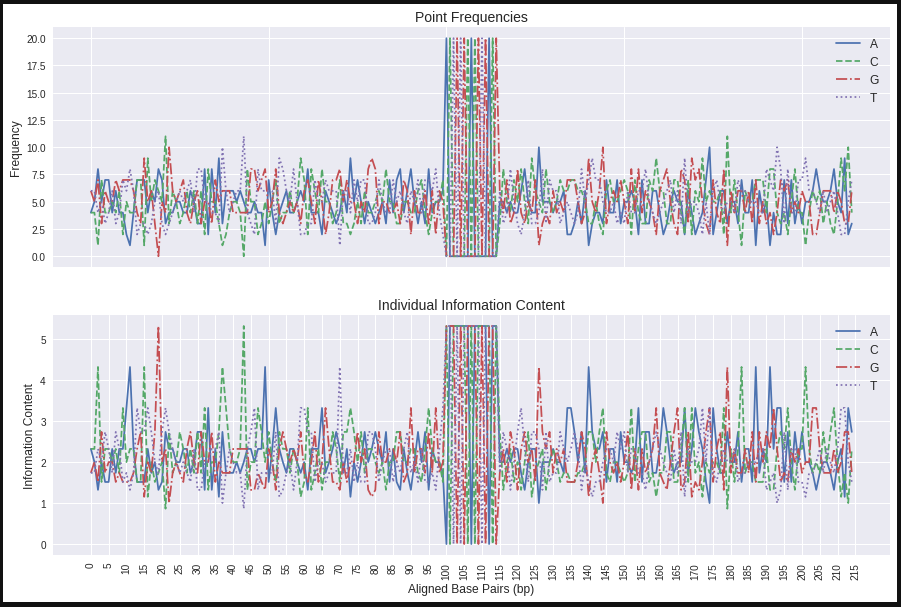 Point Frequencies
20.0
17.5
15.0
12.5
10.0
7.5
5.0
2.5
0.0
Frequency
A
C
G
T
Individual Information Content
5
4
3
2
1
0
Information Content
A
C
G
T
0 5 10 15 20 25 30 35 40 45 50 55 60 65 70 75 80 85 90 95 100 105 110 115 120 125 130 135 140 145 150 155 160 165 170 175 180 185 190 195 200 205 210 215
Aligned Base Pairs (bp)